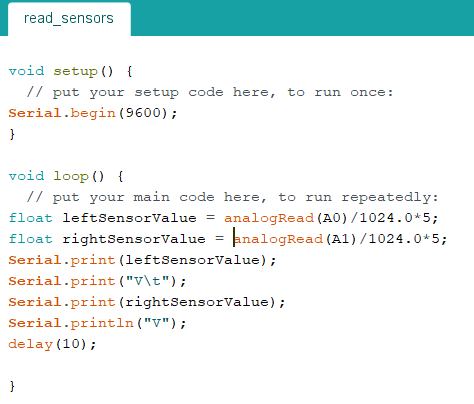 read_sensors
void setup() {
  // put your setup code here, to run once:
Serial.begin(9600);
}
void loop() {
  // put your main code here, to run repeatedly:
float leftSensorValue = analogRead(A0)/1024.0*5;
float rightSensorValue = analogRead(A1)/1024.0*5;
Serial.print(leftSensorValue);
Serial.print("V\t");
Serial.print(rightSensorValue);
Serial.println("V");
delay(10);
}